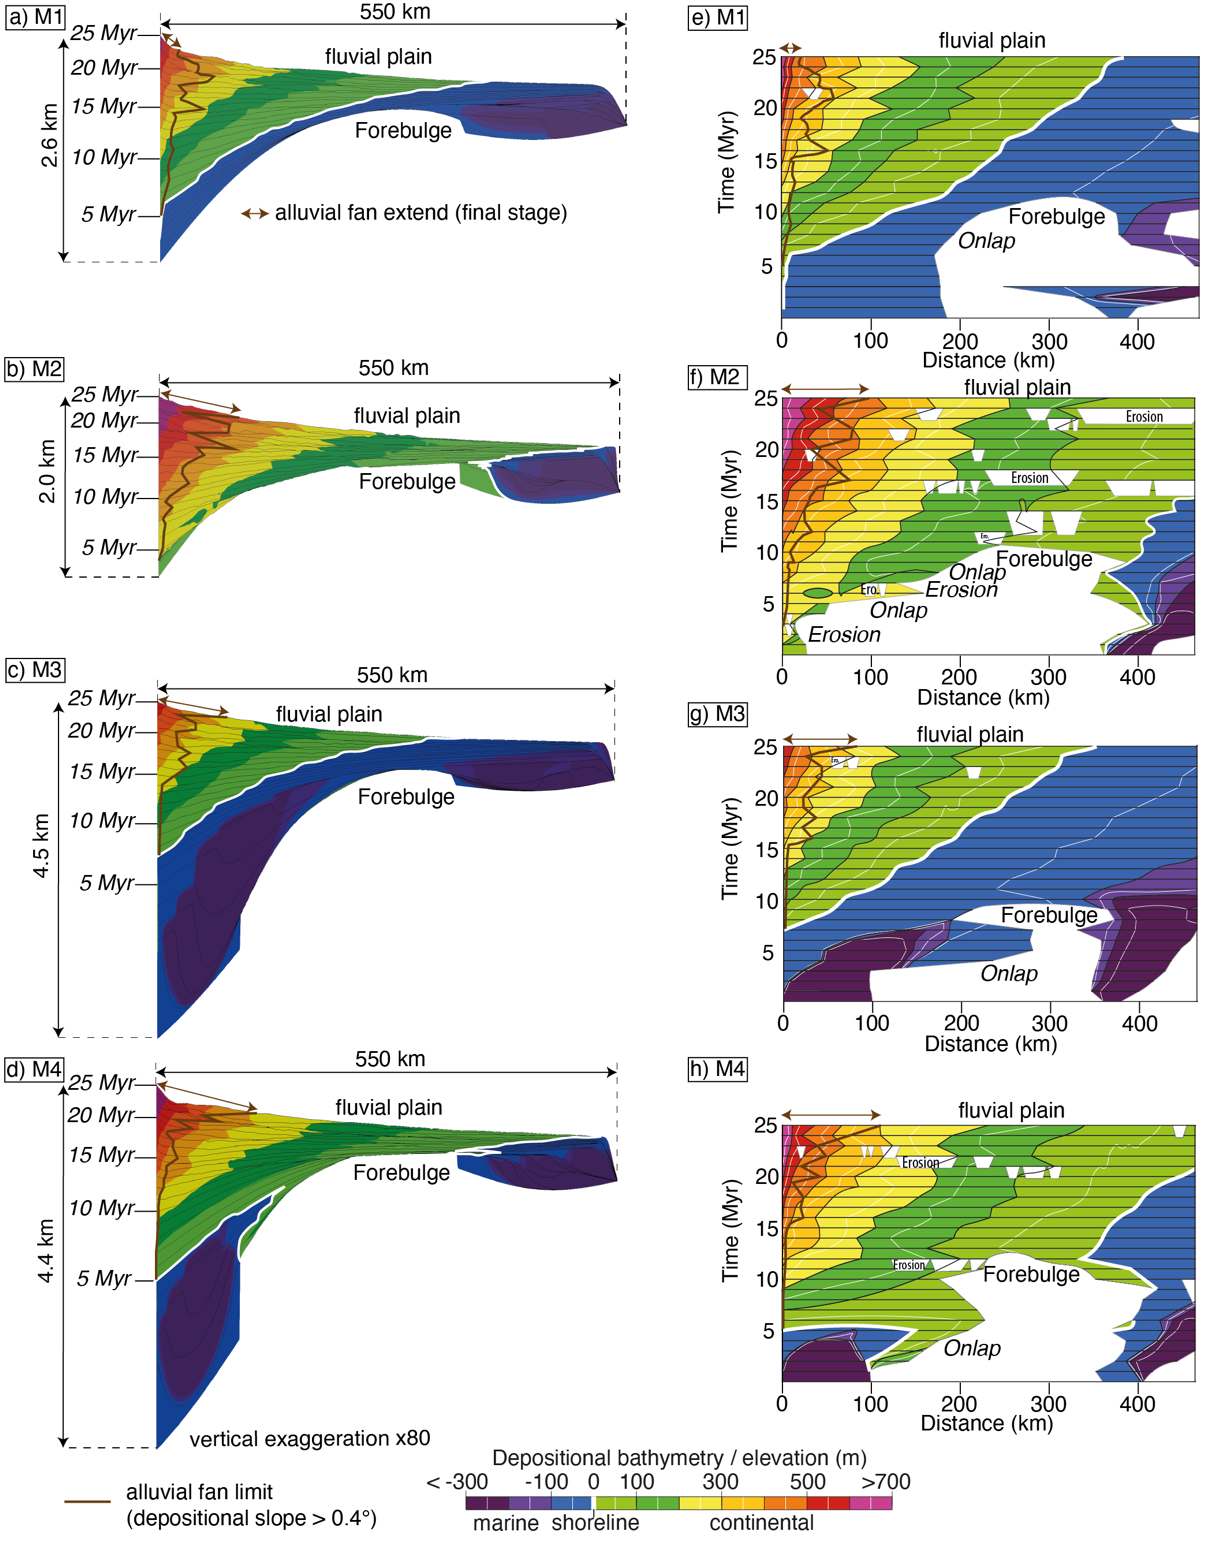 a) M1
550 km
25 Myr
20 Myr
15 Myr
10 Myr
5 Myr
2.6 km
fluvial plain
Forebulge
alluvial fan extend (final stage)
e) M1
fluvial plain
25
20
15
10
5
Time (Myr)
Forebulge
Onlap
0 100 200 300 400
Distance (km)
b) M2
550 km
25 Myr
20 Myr
15 Myr
10 Myr
5 Myr
2.0 km
fluvial plain
Forebulge
f) M2
fluvial plain
25
20
15
10
5
Time (Myr)
Erosion
Erosion
Ero.
Forebulge
Onlap
Ero.
Erosion
Onlap
Erosion
0 100 200 300 400
Distance (km)
c) M3
550 km
25 Myr
20 Myr
15 Myr
10 Myr
5 Myr
4.5 km
fluvial plain
Forebulge
g) M3
fluvial plain
25
20
15
10
5
Time (Myr)
Ero.
Forebulge
Onlap
0 100 200 300 400
Distance (km)
d) M4
550 km
25 Myr
20 Myr
15 Myr
10 Myr
5 Myr
4.4 km
fluvial plain
Forebulge
vertical exaggeration x80
h) M4
fluvial plain
25
20
15
10
5
Time (Myr)
Erosion
Erosion
Forebulge
Onlap
0 100 200 300 400
Distance (km)
alluvial fan limit
(depositional slope > 0.4°)
Depositional bathymetry / elevation (m)
< -300 -100 0 100 300 500 >700
marine shoreline continental